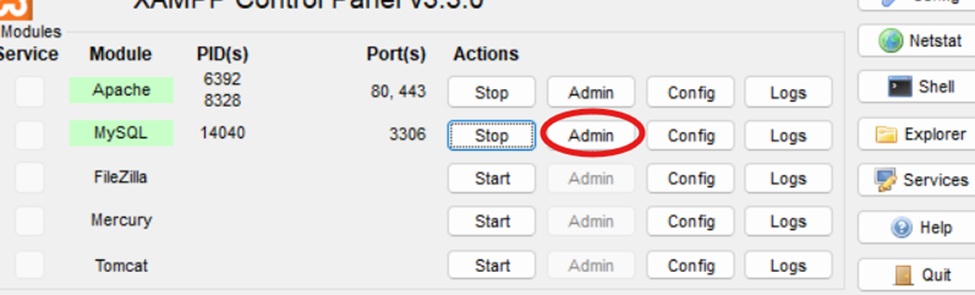 XAMPP Control Panel v3.3.0
Config
Modules
Service Module PID(s) Port(s) Actions
Netstat
Apache 6392 8328 80, 443 Stop Admin Config Logs
Shell
MySQL 14040 3306 Stop Admin Config Logs
Explorer
FileZilla Start Admin Config Logs
Services
Mercury Start Admin Config Logs
Help
Tomcat Start Admin Config Logs
Quit